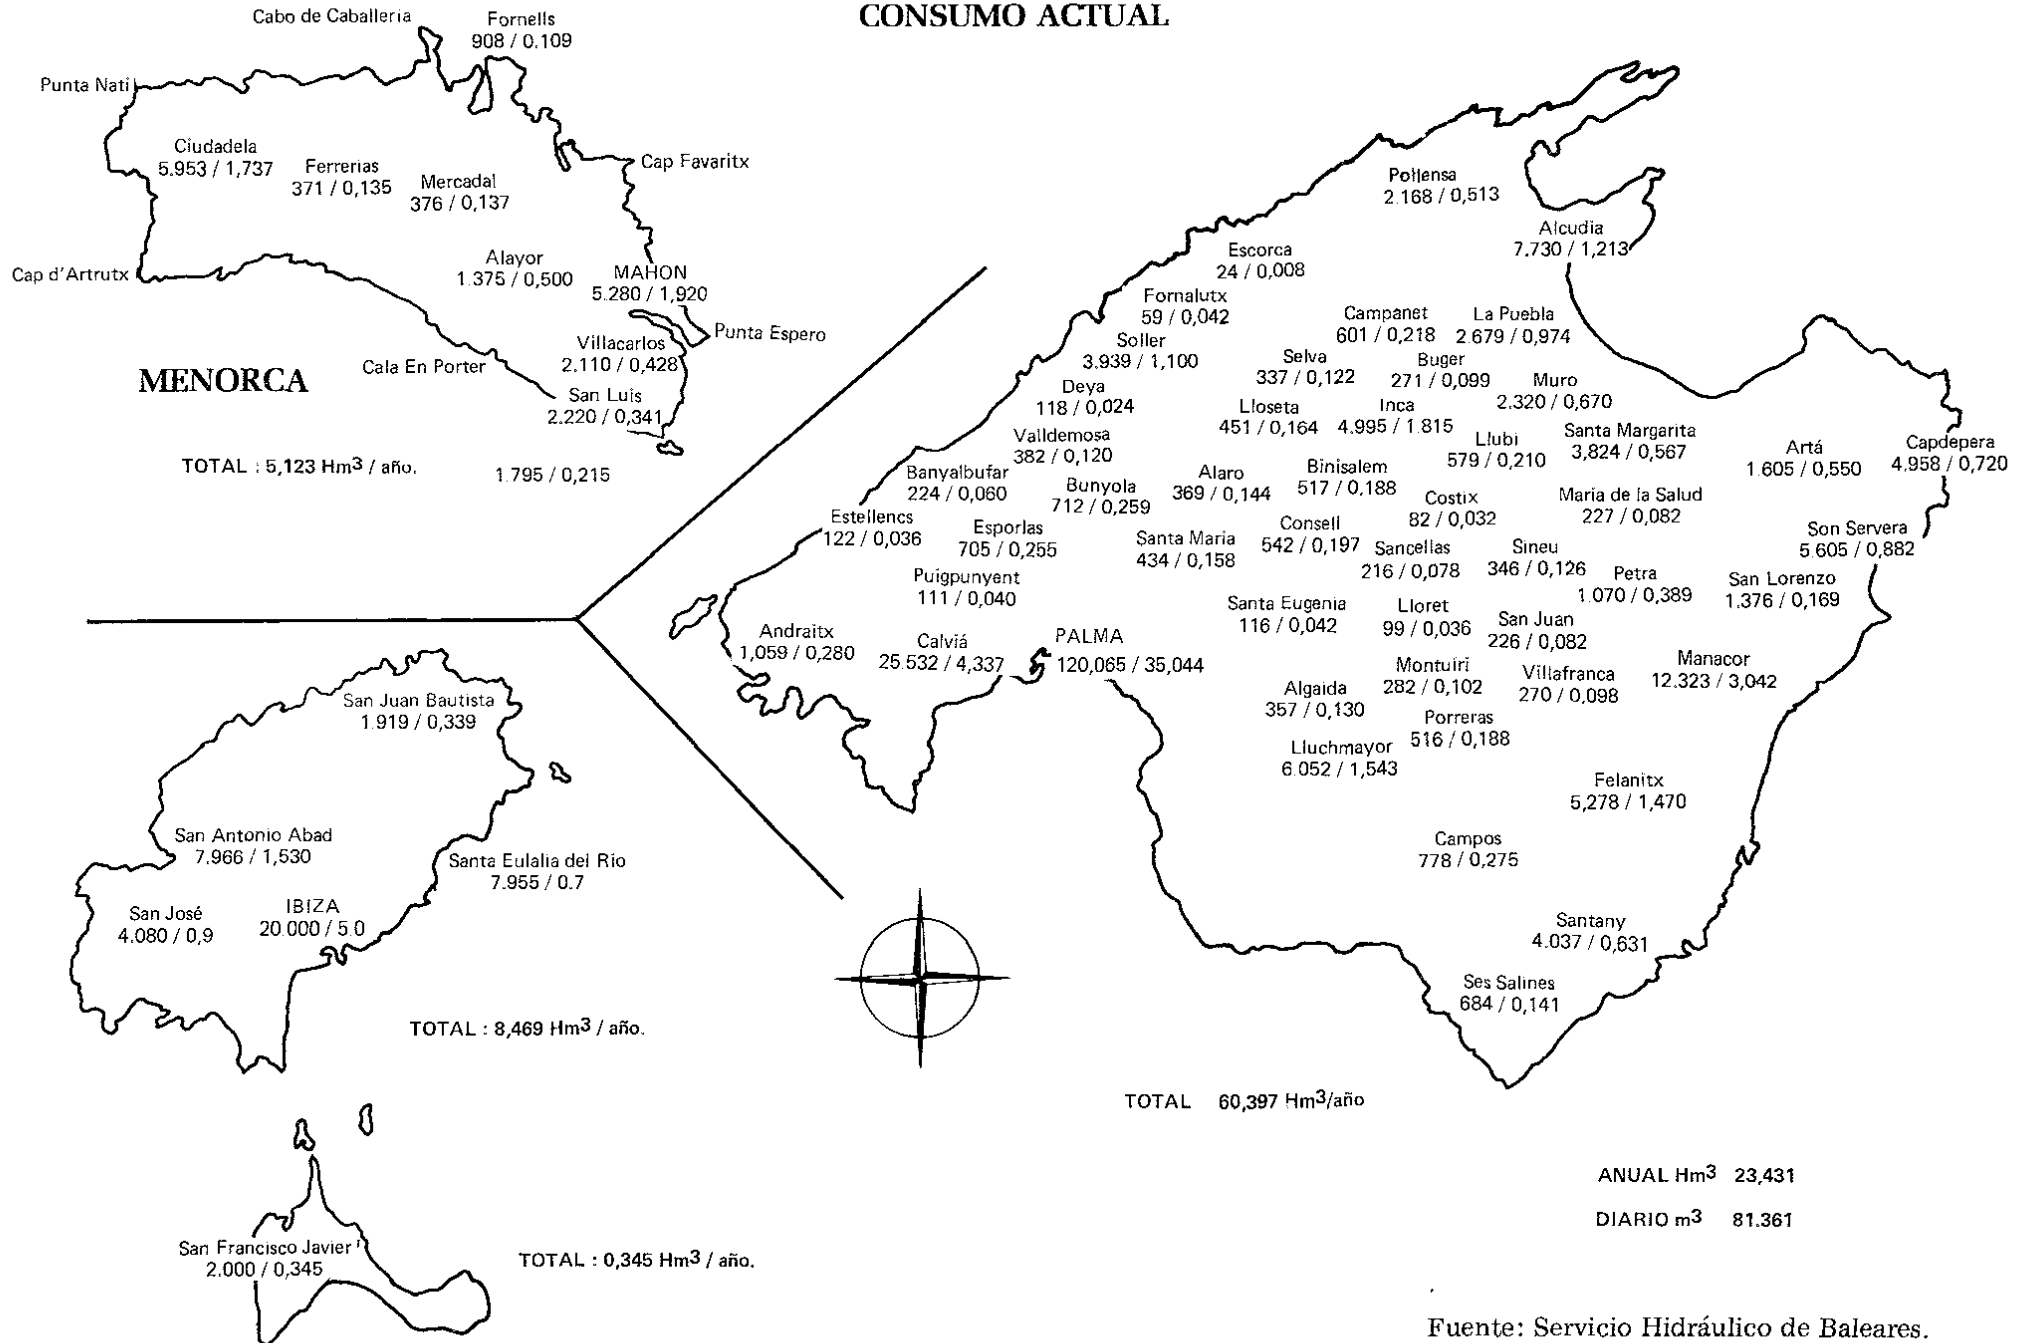 CONSUMO ACTUAL
Cabo de Caballeria
Fornells
908 / 0.109
Punta Nati
Ciudadela
5.953 / 1,737
Ferrerias
371 / 0,135
Mercadal
376 / 0,137
Cap Favaritx
Cap d'Artrutx
Alayor
1.375 / 0,500
MAHON
5.280 / 1,920
Punta Espero
Villacarlos
2.110 / 0,428
Cala En Porter
MENORCA
San Luis
2.220 / 0,341
TOTAL : 5,123 Hm³ / año.
1.795 / 0,215
Pollensa
2.168 / 0,513
Alcudia
7.730 / 1,213
Escorca
24 / 0,008
Fornalutx
59 / 0,042
Campanet
601 / 0,218
La Puebla
2.679 / 0,974
Soller
3.939 / 1,100
Selva
337 / 0,122
Buger
271 / 0,099
Muro
2.320 / 0,670
Deya
118 / 0,024
Lloseta
451 / 0,164
Inca
4.995 / 1.815
Llubi
579 / 0,210
Santa Margarita
3,824 / 0,567
Artá
1.605 / 0,550
Capdepera
4.958 / 0,720
Valldemosa
382 / 0,120
Banyalbufar
224 / 0,060
Bunyola
712 / 0,259
Alaro
369 / 0,144
Binisalem
517 / 0,188
Costix
82 / 0,032
Maria de la Salud
227 / 0,082
Estellencs
122 / 0,036
Esporlas
705 / 0,255
Santa Maria
434 / 0,158
Consell
542 / 0,197
Sancellas
216 / 0,078
Sineu
346 / 0,126
Son Servera
5.605 / 0,882
Petra
1.070 / 0,389
San Lorenzo
1.376 / 0,169
Puigpunyent
111 / 0,040
Santa Eugenia
116 / 0,042
Lloret
99 / 0,036
San Juan
226 / 0,082
Andraitx
1,059 / 0,280
Calviá
25.532 / 4,337
PALMA
120,065 / 35,044
Montuiri
282 / 0,102
Villafranca
270 / 0,098
Manacor
12.323 / 3,042
Algaida
357 / 0,130
Porreras
516 / 0,188
Lluchmayor
6.052 / 1,543
Felanitx
5,278 / 1,470
Campos
778 / 0,275
Santany
4.037 / 0,631
Ses Salines
684 / 0,141
San Juan Bautista
1.919 / 0,339
San Antonio Abad
7.966 / 1,530
Santa Eulalia del Río
7.955 / 0.7
San José
4.080 / 0,9
IBIZA
20.000 / 5.0
TOTAL : 8,469 Hm³ / año.
TOTAL 60,397 Hm³/año
ANUAL Hm³ 23,431
DIARIO m³ 81.361
San Francisco Javier
2.000 / 0,345
TOTAL : 0,345 Hm³ / año.
Fuente: Servicio Hidráulico de Baleares.